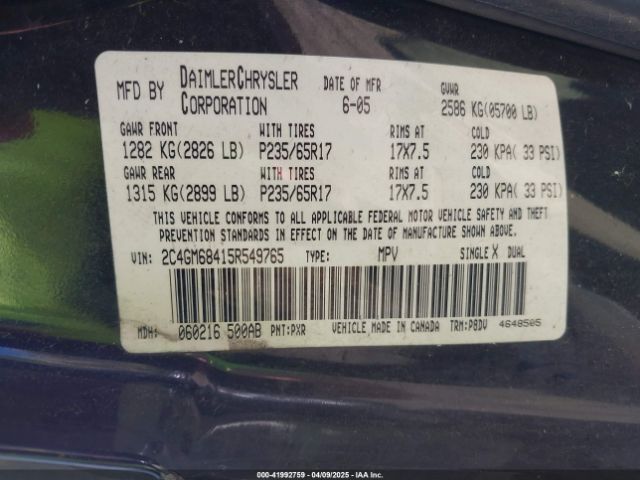 MFD BY DAIMLERCHRYSLER CORPORATION DATE OF MFR 6-05 GVWR 2586 KG(05700 LB)
GAWR FRONT WITH TIRES RIMS AT COLD
1282 KG(2826 LB) P235/65R17 17X7.5 230 KPA( 33 PSI)
GAWR REAR WITH TIRES RIMS AT COLD
1315 KG(2899 LB) P235/65R17 17X7.5 230 KPA( 33 PSI)
THIS VEHICLE CONFORMS TO ALL APPLICABLE FEDERAL MOTOR VEHICLE SAFETY AND THEFT
PREVENTION STANDARDS IN EFFECT ON THE DATE OF MANUFACTURE SHOWN ABOVE.
VIN: 2C4GM68415R549765 TYPE: MPV SINGLE X DUAL
MDH: 060216 500AB PNT:PXR VEHICLE MADE IN CANADA TRM:P8DV 4648505
000-41992759 - 04/09/2025 - IAAI.com